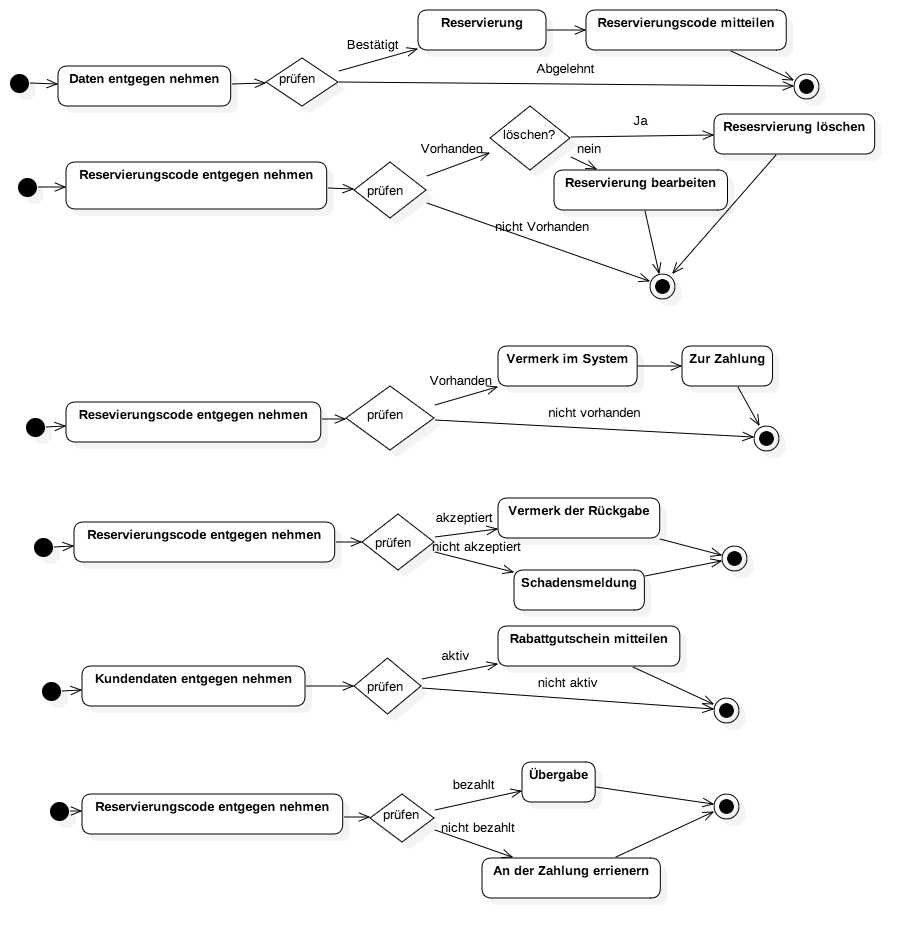 Reservierung
Reservierungscode mitteilen
Bestätigt
Daten entgegen nehmen
prüfen
Abgelehnt
löschen?
Ja
Resesrvierung löschen
Vorhanden
nein
Reservierungscode entgegen nehmen
prüfen
Reservierung bearbeiten
nicht Vorhanden
Vermerk im System
Zur Zahlung
Vorhanden
Resevierungscode entgegen nehmen
prüfen
nicht vorhanden
Vermerk der Rückgabe
akzeptiert
Reservierungscode entgegen nehmen
prüfen
nicht akzeptiert
Schadensmeldung
Rabattgutschein mitteilen
aktiv
Kundendaten entgegen nehmen
prüfen
nicht aktiv
Übergabe
bezahlt
Reservierungscode entgegen nehmen
prüfen
nicht bezahlt
An der Zahlung errienern